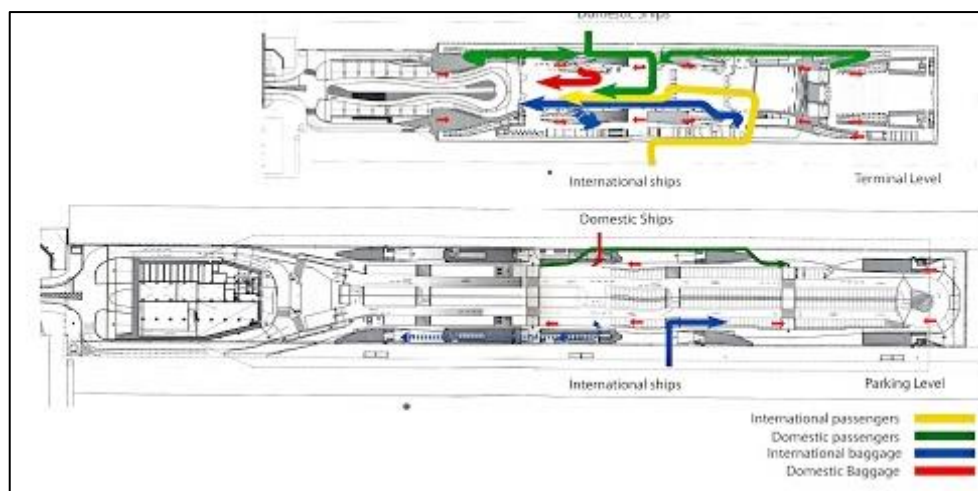 Domestic Ships
International ships
Terminal Level
Domestic Ships
International ships
Parking Level
International passengers
Domestic passengers
International baggage
Domestic Baggage